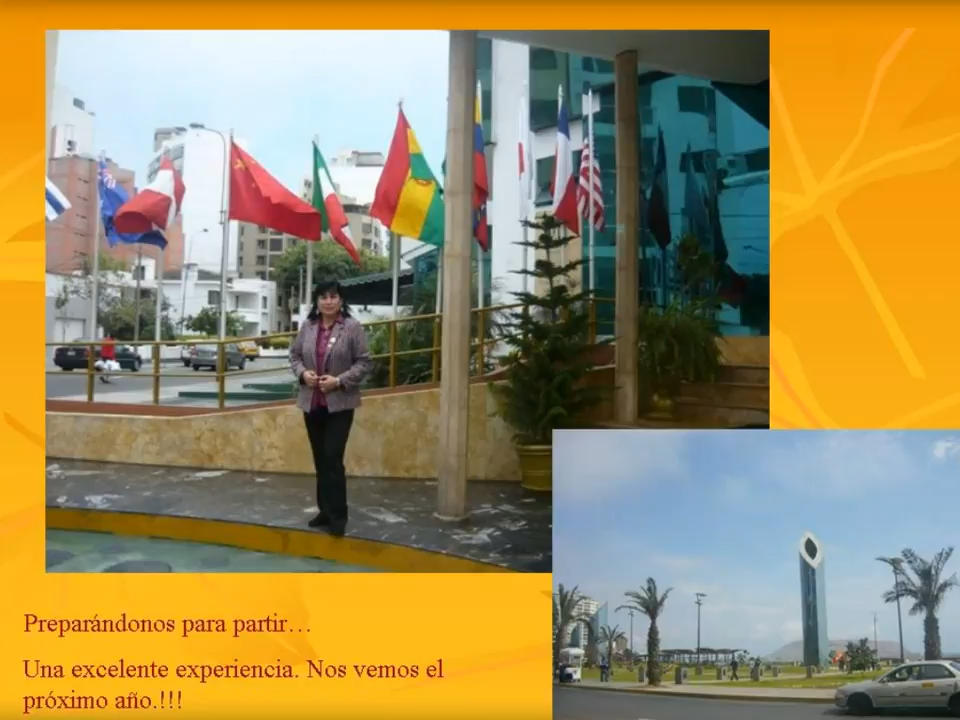 Preparándonos para partir…
Una excelente experiencia. Nos vemos el
próximo año.!!!